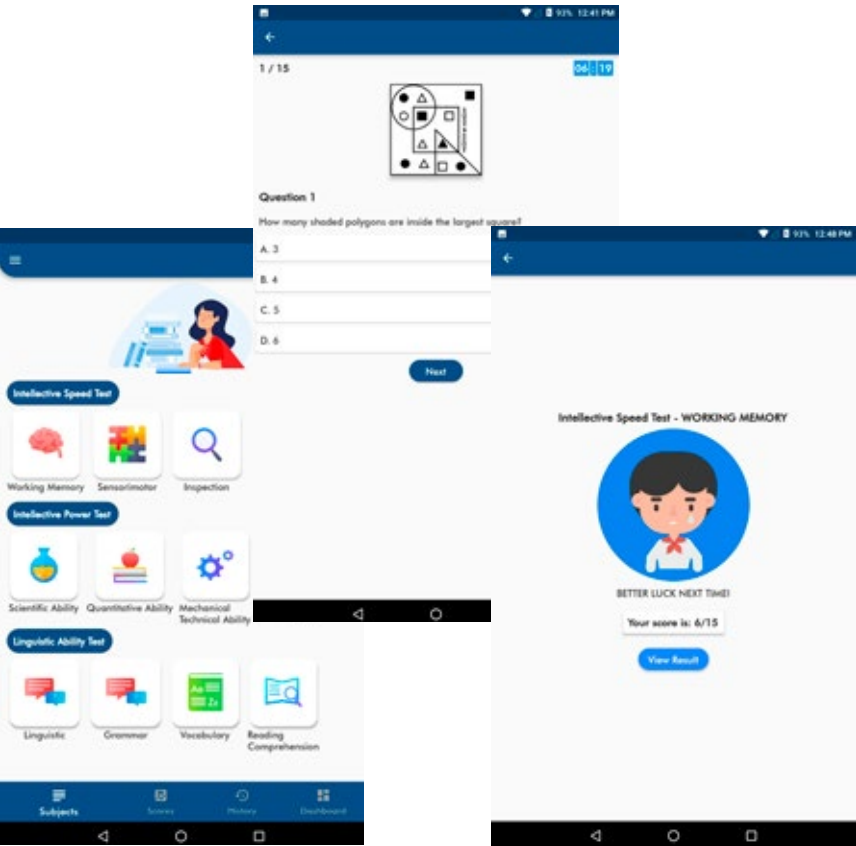 93% 12:41 PM
1 / 15
06 : 19
Question 1
How many shaded polygons are inside the largest square?
A. 3
B. 4
C. 5
D. 6
Next
Intellective Speed Test
Working Memory Sensorimotor Inspection
Intellective Power Test
Scientific Ability Quantitative Ability Mechanical
Technical Ability
Linguistic Ability Test
Aa
Zz
Linguistic Grammar Vocabulary Reading
Comprehension
Subjects Scores History Dashboard
93% 12:48 PM
Intellective Speed Test - WORKING MEMORY
BETTER LUCK NEXT TIME!
Your score is: 6/15
View Result